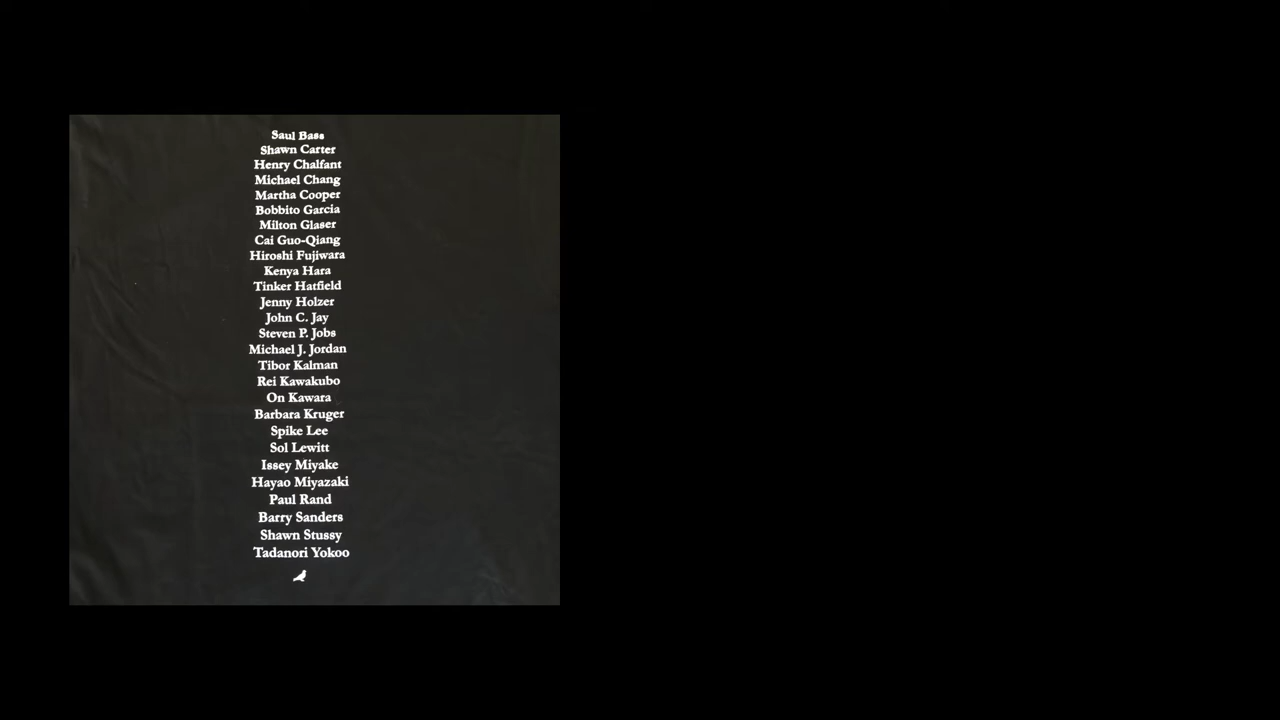 Saul Bass
Shawn Carter
Henry Chalfant
Michael Chang
Martha Cooper
Bobbito Garcia
Milton Glaser
Cai Guo-Qiang
Hiroshi Fujiwara
Kenya Hara
Tinker Hatfield
Jenny Holzer
John C. Jay
Steven P. Jobs
Michael J. Jordan
Tibor Kalman
Rei Kawakubo
On Kawara
Barbara Kruger
Spike Lee
Sol Lewitt
Issey Miyake
Hayao Miyazaki
Paul Rand
Barry Sanders
Shawn Stussy
Tadanori Yokoo